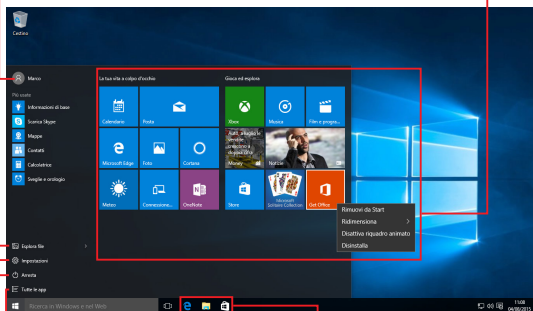 Cestino
Marco
Più usate
Informazioni di base
Scarica Skype
Mappe
Contatti
Calcolatrice
Sveglie e orologio
Esplora file
Impostazioni
Arresta
Tutte le app
La tua vita a colpo d'occhio
Calendario
Posta
Microsoft Edge
Foto
Cortana
Meteo
Connessione...
OneNote
Gioca ed esplora
Xbox
Musica
Film e progra...
Money
Notizie
Store
Microsoft
Solitaire Collection
Get Office
Rimuovi da Start
Ridimensiona
Disattiva riquadro animato
Disinstalla
Ricerca in Windows e nel Web
11:08
04/08/2015